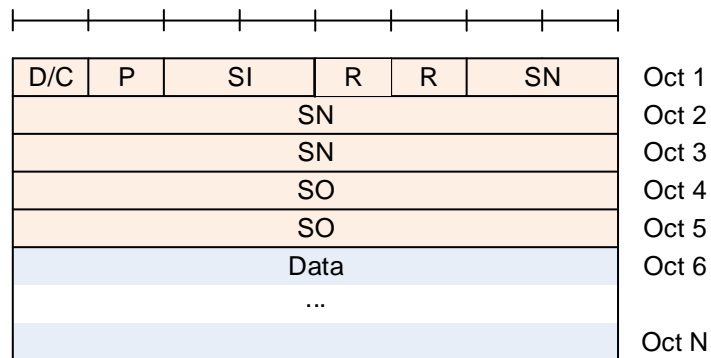 D/C P SI R R SN Oct 1
SN Oct 2
SN Oct 3
SO Oct 4
SO Oct 5
Data Oct 6
...
Oct N